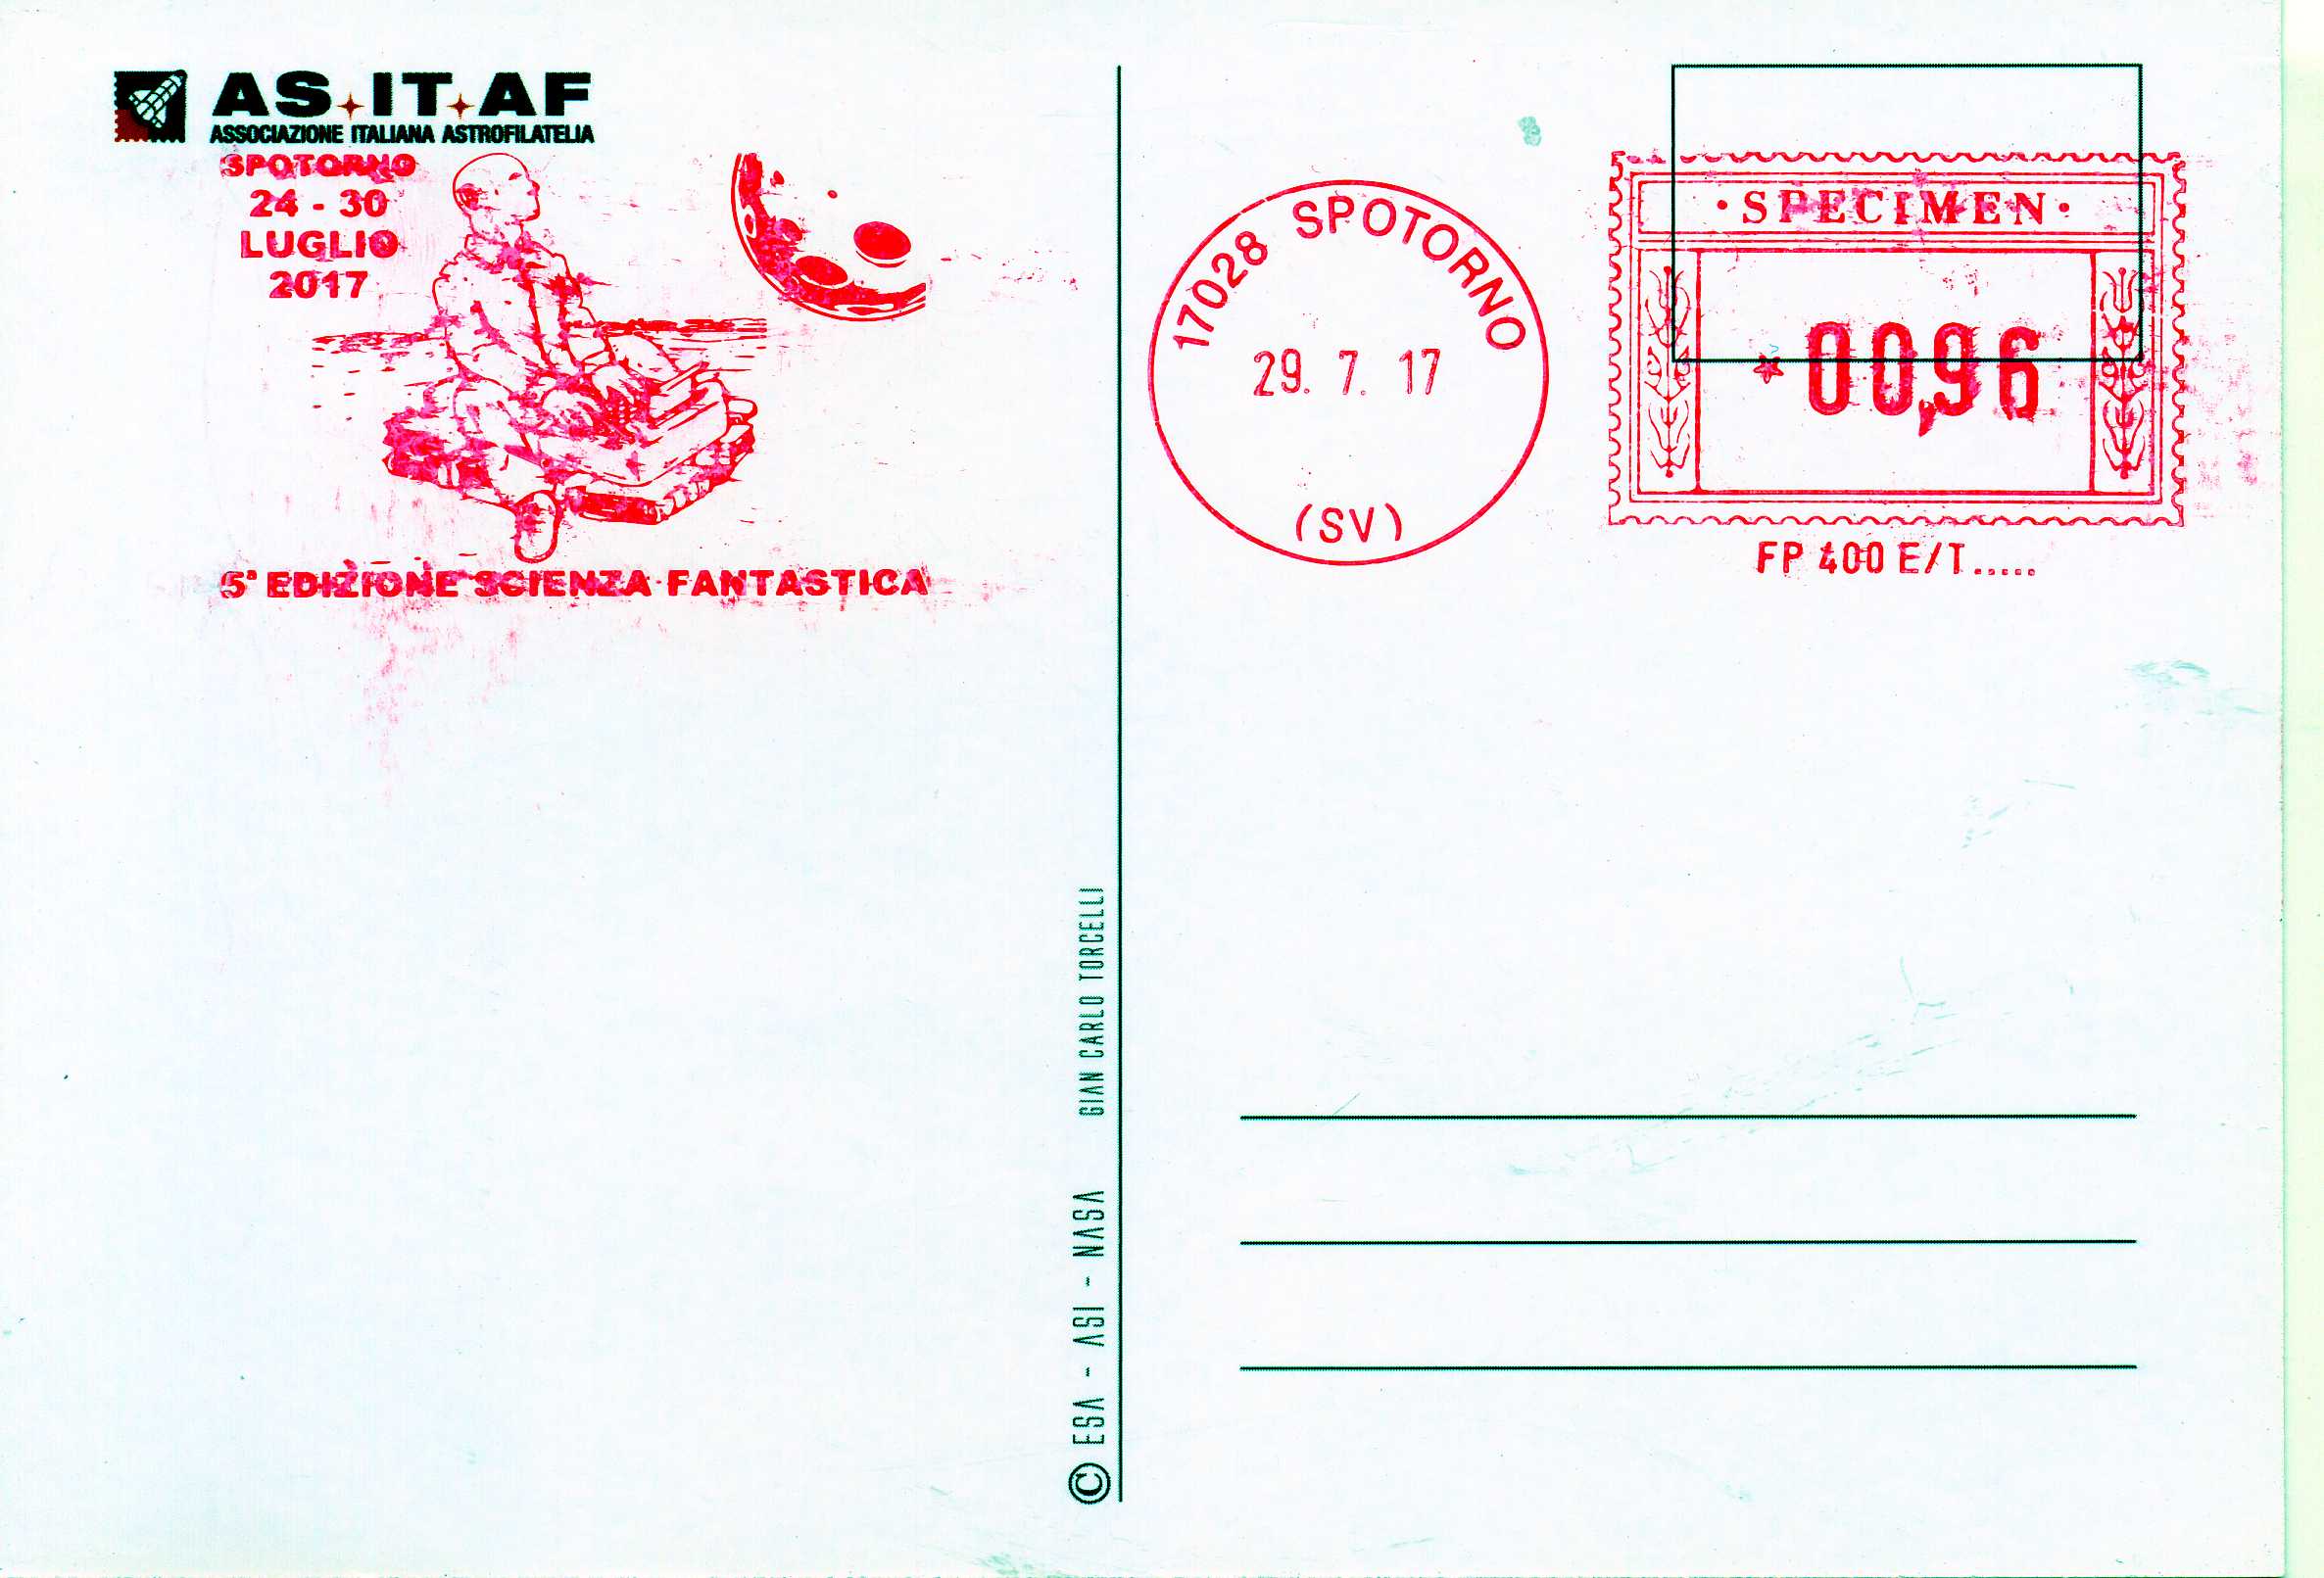 AS IT AF
ASSOCIAZIONE ITALIANA ASTROFILATELIA
SPOTORNO
24 - 30
LUGLIO
2017
5ª EDIZIONE SCIENZA FANTASTICA
17028 SPOTORNO
29. 7. 17
(SV)
· SPECIMEN ·
* 00,96
FP 400 E/T.....
© ESA - ASI - NASA GIAN CARLO TORCELLI